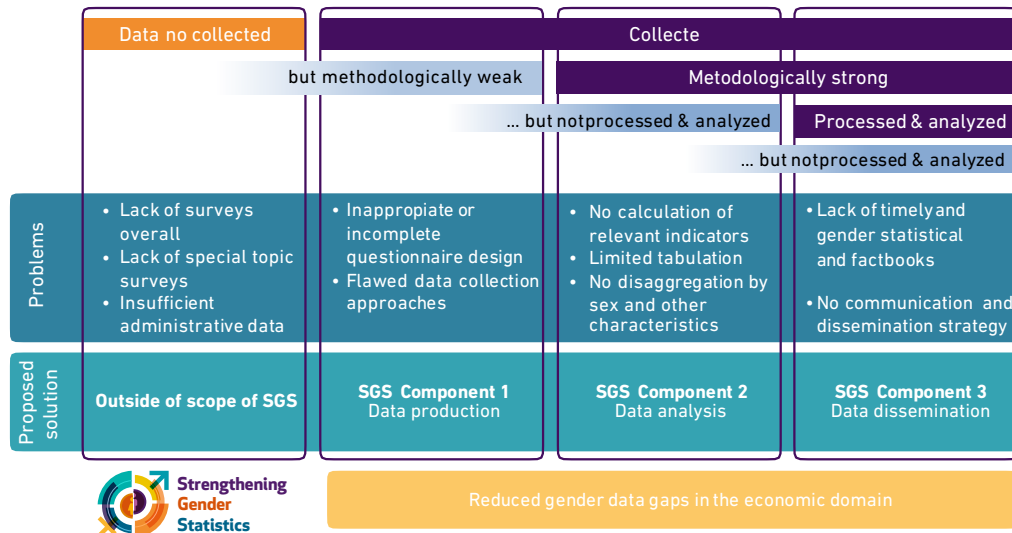 Data no collected
Collecte
but methodologically weak
Metodologically strong
... but notprocessed & analyzed
Processed & analyzed
... but notprocessed & analyzed
Problems
• Lack of surveys
overall
• Lack of special topic
surveys
• Insufficient
administrative data
• Inappropiate or
incomplete
questionnaire design
• Flawed data collection
approaches
• No calculation of
relevant indicators
• Limited tabulation
• No disaggregation by
sex and other
characteristics
• Lack of timely and
gender statistical
and factbooks
• No communication and
dissemination strategy
Proposed
solution
Outside of scope of SGS
SGS Component 1
Data production
SGS Component 2
Data analysis
SGS Component 3
Data dissemination
Strengthening
Gender
Statistics
Reduced gender data gaps in the economic domain